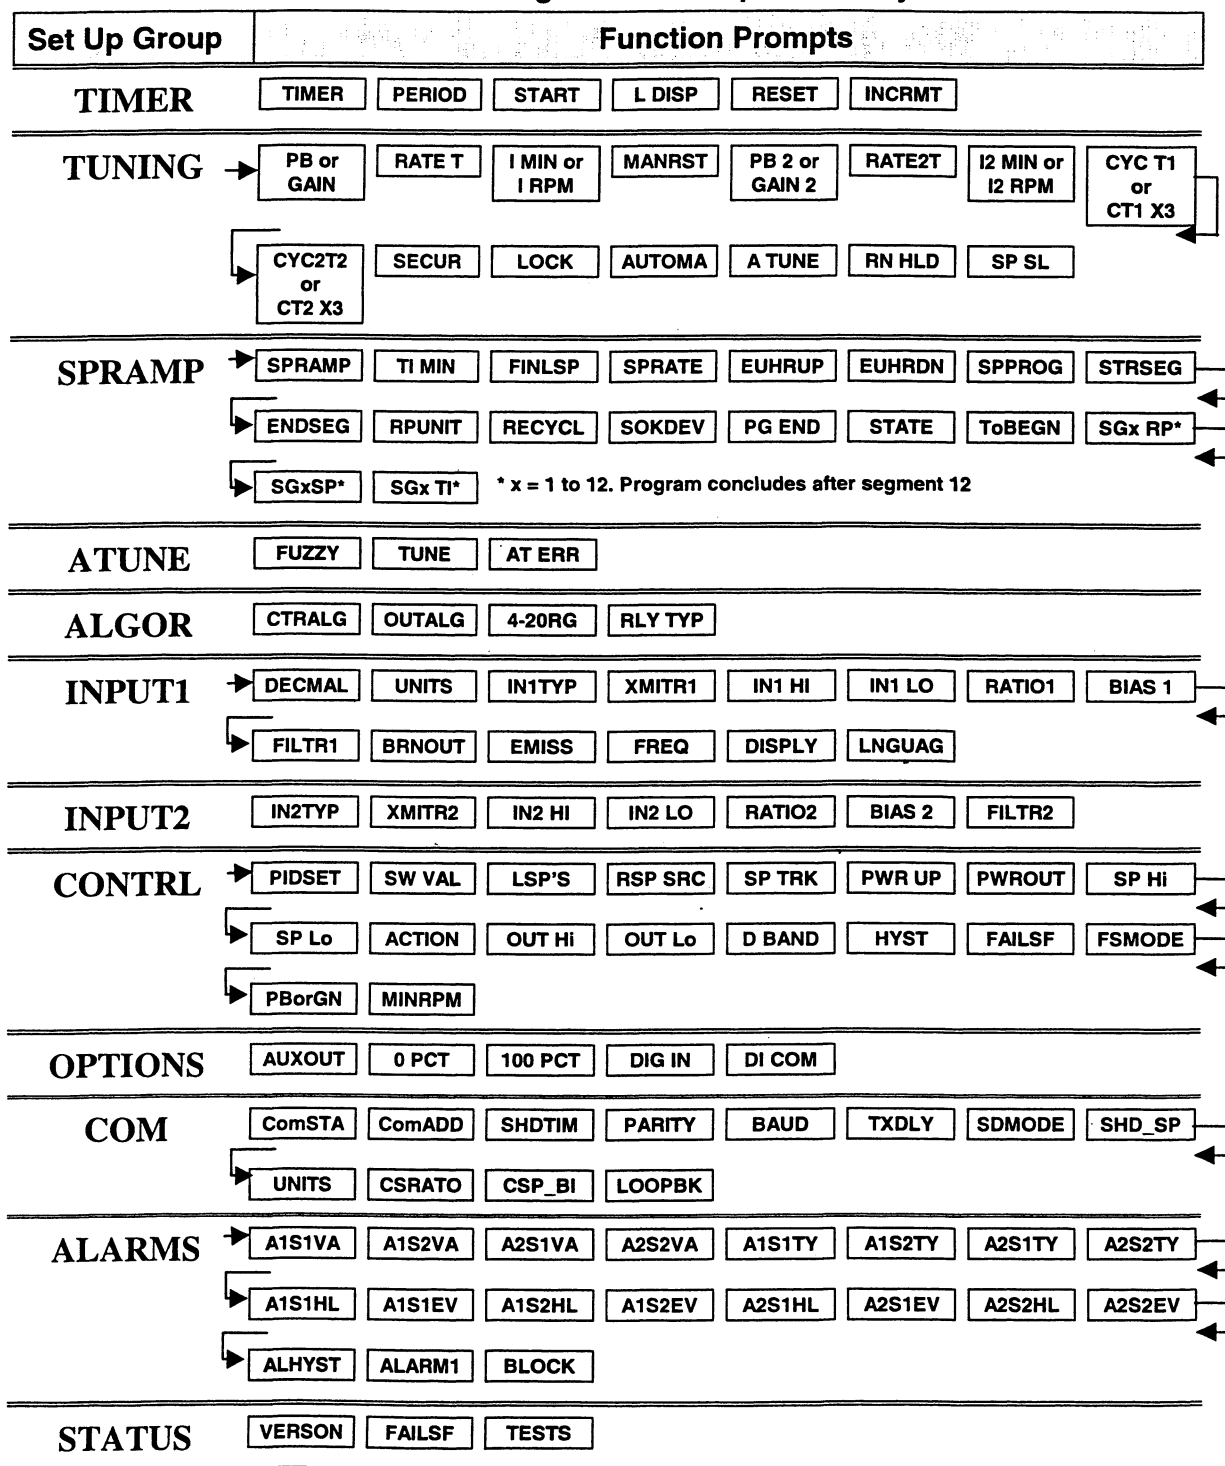 Set Up Group Function Prompts
TIMER TIMER PERIOD START L DISP RESET INCRMT
TUNING PB or GAIN RATE T I MIN or I RPM MANRST PB 2 or GAIN 2 RATE2T I2 MIN or I2 RPM CYC T1 or CT1 X3
CYC2T2 or CT2 X3 SECUR LOCK AUTOMA A TUNE RN HLD SP SL
SPRAMP SPRAMP TI MIN FINLSP SPRATE EUHRUP EUHRDN SPPROG STRSEG
ENDSEG RPUNIT RECYCL SOKDEV PG END STATE ToBEGN SGx RP*
SGxSP* SGx TI* * x = 1 to 12. Program concludes after segment 12
ATUNE FUZZY TUNE AT ERR
ALGOR CTRALG OUTALG 4-20RG RLY TYP
INPUT1 DECMAL UNITS IN1TYP XMITR1 IN1 HI IN1 LO RATIO1 BIAS 1
FILTR1 BRNOUT EMISS FREQ DISPLY LNGUAG
INPUT2 IN2TYP XMITR2 IN2 HI IN2 LO RATIO2 BIAS 2 FILTR2
CONTRL PIDSET SW VAL LSP'S RSP SRC SP TRK PWR UP PWROUT SP Hi
SP Lo ACTION OUT Hi OUT Lo D BAND HYST FAILSF FSMODE
PBorGN MINRPM
OPTIONS AUXOUT 0 PCT 100 PCT DIG IN DI COM
COM ComSTA ComADD SHDTIM PARITY BAUD TXDLY SDMODE SHD_SP
UNITS CSRATO CSP_BI LOOPBK
ALARMS A1S1VA A1S2VA A2S1VA A2S2VA A1S1TY A1S2TY A2S1TY A2S2TY
A1S1HL A1S1EV A1S2HL A1S2EV A2S1HL A2S1EV A2S2HL A2S2EV
ALHYST ALARM1 BLOCK
STATUS VERSON FAILSF TESTS